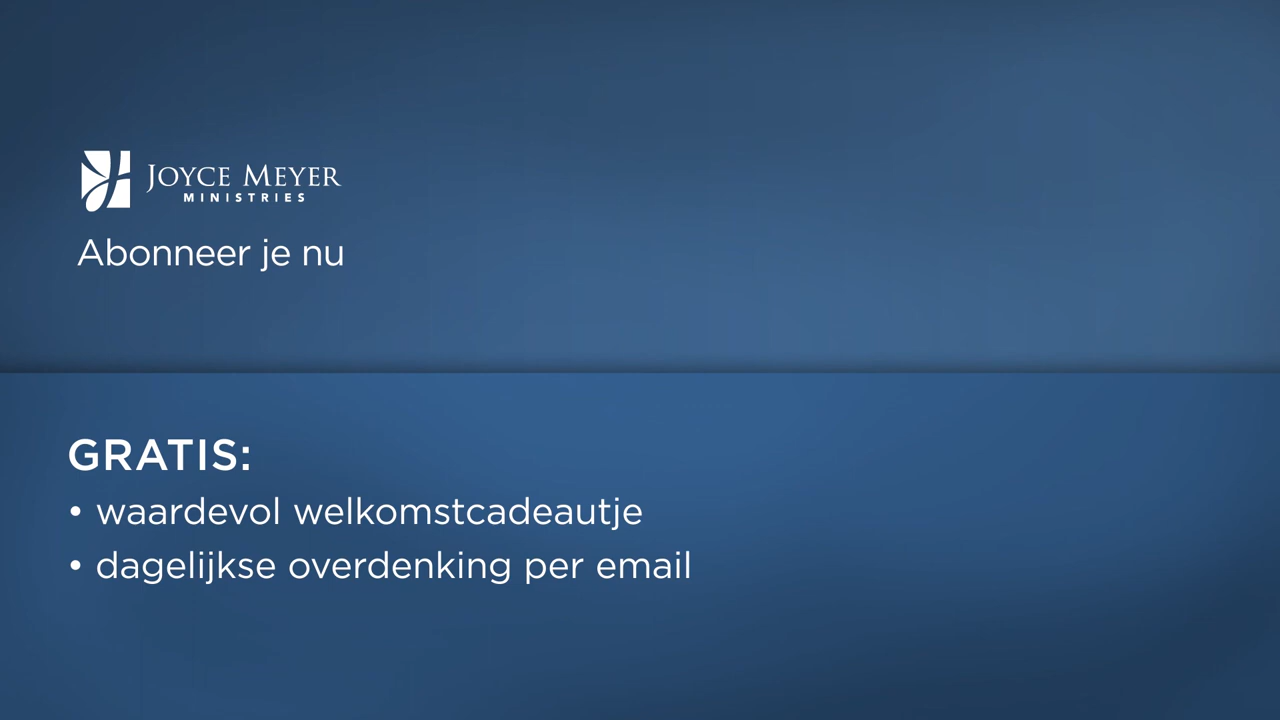 JOYCE MEYER
MINISTRIES
Abonneer je nu
GRATIS:
• waardevol welkomstcadeautje
• dagelijkse overdenking per email